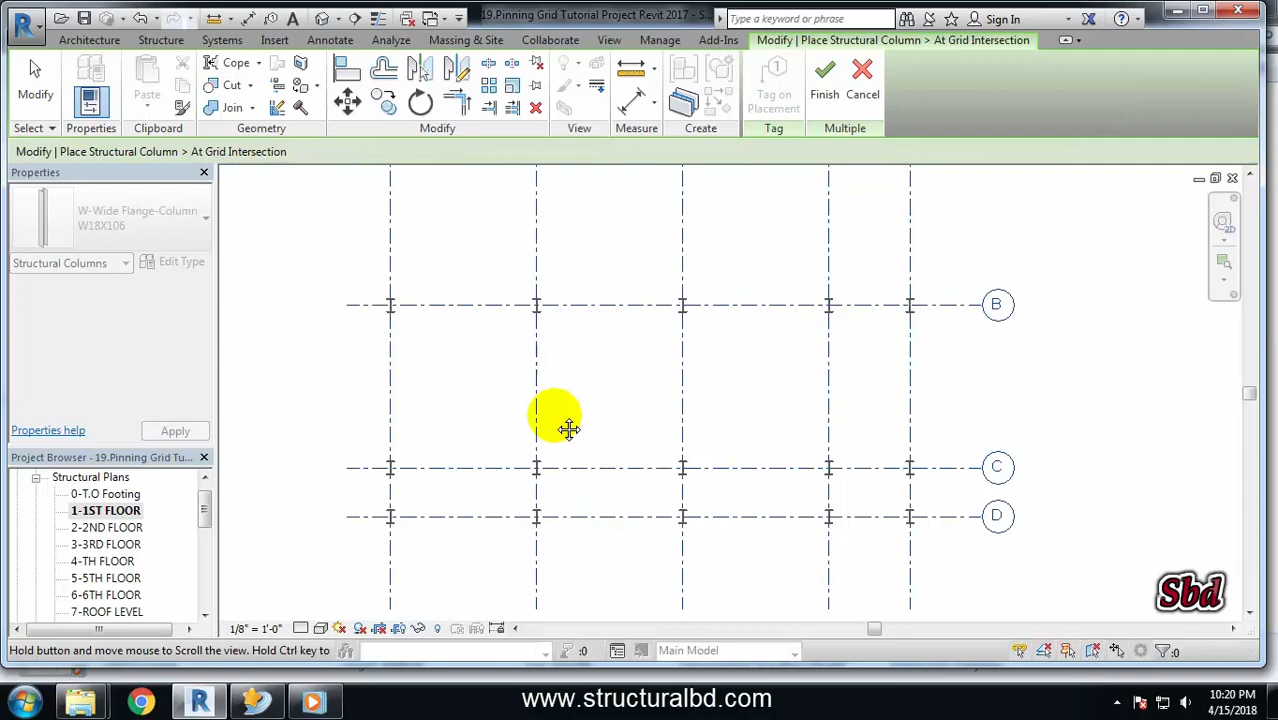 19.Pinning Grid Tutorial Project Revit 2017 - S...
Type a keyword or phrase
Sign In
Architecture Structure Systems Insert Annotate Analyze Massing & Site Collaborate View Manage Add-Ins Modify | Place Structural Column > At Grid Intersection
Modify
Paste
Cope
Cut
Join
Tag on
Placement
Finish
Cancel
Select Properties Clipboard Geometry Modify View Measure Create Tag Multiple
Modify | Place Structural Column > At Grid Intersection
Properties
W-Wide Flange-Column
W18X106
Structural Columns
Edit Type
2D
B
Properties help
Apply
Project Browser - 19.Pinning Grid Tu...
Structural Plans
0-T.O Footing
1-1ST FLOOR
2-2ND FLOOR
3-3RD FLOOR
4-TH FLOOR
5-5TH FLOOR
6-6TH FLOOR
7-ROOF LEVEL
C
D
Sbd
1/8" = 1'-0"
Hold button and move mouse to Scroll the view. Hold Ctrl key to
:0
Main Model
:0
www.structuralbd.com
10:20 PM
4/15/2018